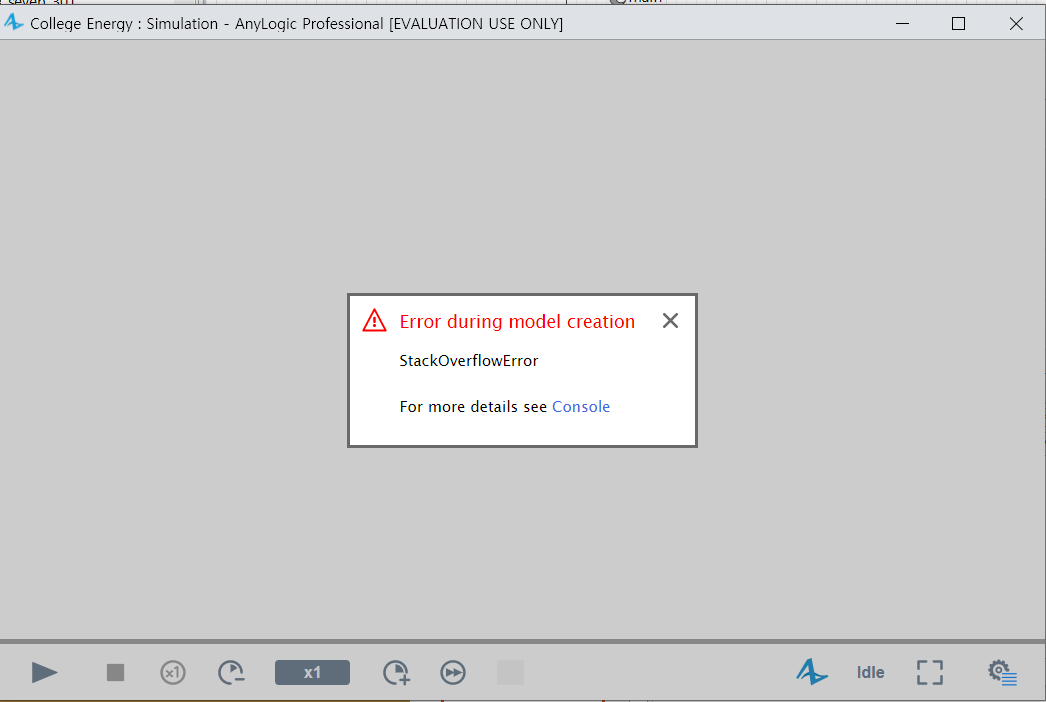 College Energy : Simulation - AnyLogic Professional [EVALUATION USE ONLY]
Error during model creation
StackOverflowError
For more details see Console
x1
x1
Idle